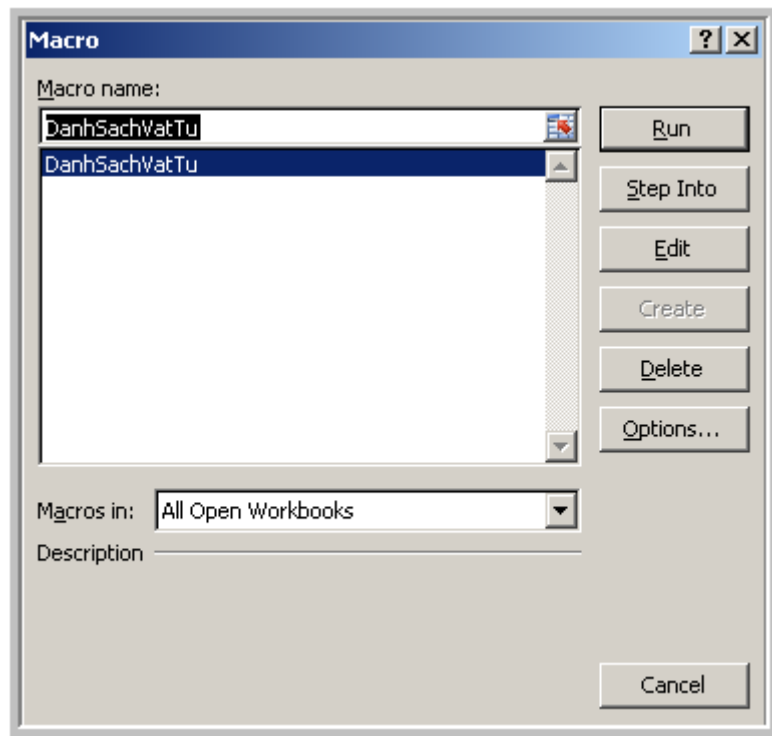 Macro
Macro name:
DanhSachVatTu
Run
DanhSachVatTu
Step Into
Edit
Create
Delete
Options...
Macros in: All Open Workbooks
Description
Cancel